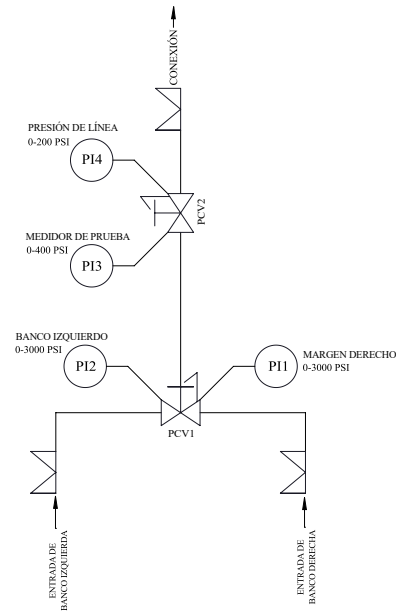 CONEXIÓN
PRESIÓN DE LÍNEA
0-200 PSI
PI4
PCV2
MEDIDOR DE PRUEBA
0-400 PSI
PI3
BANCO IZQUIERDO
0-3000 PSI
PI2
PI1
MARGEN DERECHO
0-3000 PSI
PCV1
ENTRADA DE
BANCO IZQUIERDA
ENTRADA DE
BANCO DERECHA